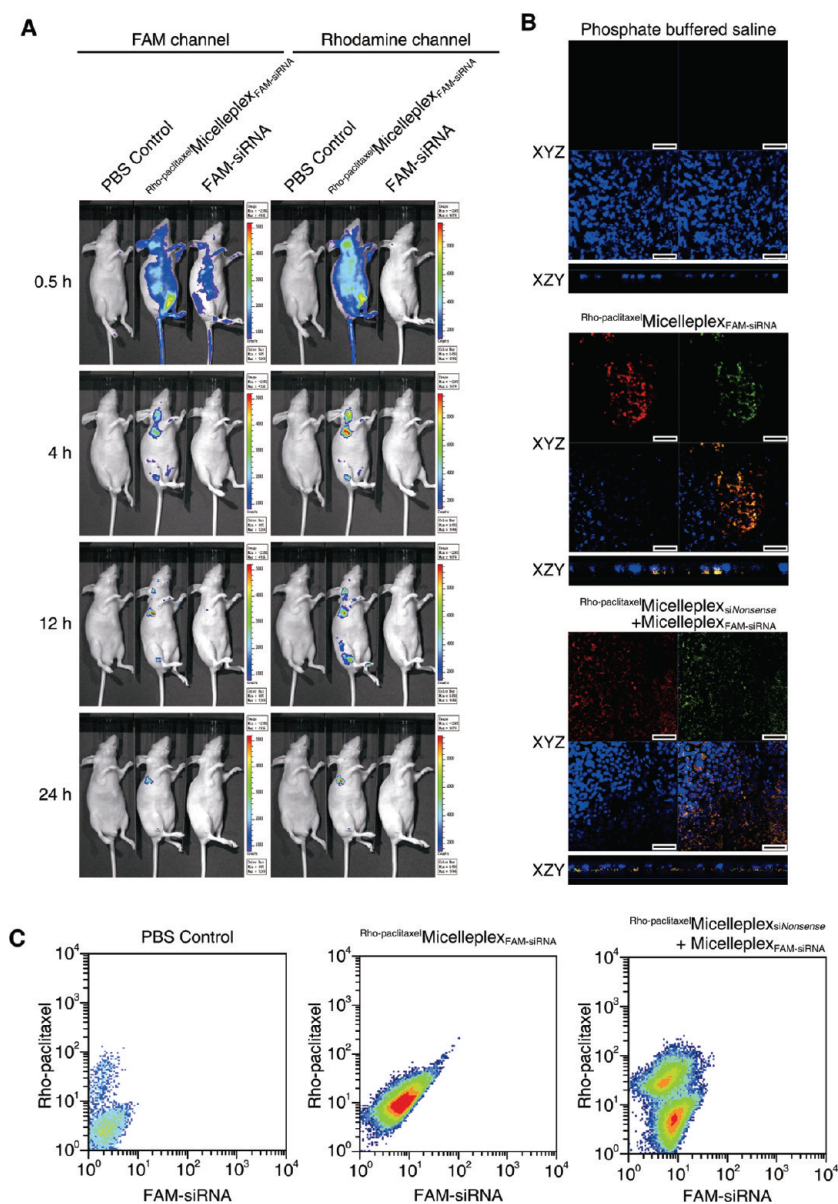 A
FAM channel
Rhodamine channel
PBS Control
Rho-paclitaxelMicelleplexFAM-siRNA
FAM-siRNA
PBS Control
Rho-paclitaxelMicelleplexFAM-siRNA
FAM-siRNA
0.5 h
4 h
12 h
24 h
B
Phosphate buffered saline
XYZ
XZY
Rho-paclitaxelMicelleplexFAM-siRNA
XYZ
XZY
Rho-paclitaxelMicelleplexsiNonsense
+MicelleplexFAM-siRNA
XYZ
XZY
C
PBS Control
Rho-paclitaxel
10^4
10^3
10^2
10^1
10^0
10^0 10^1 10^2 10^3 10^4
FAM-siRNA
Rho-paclitaxelMicelleplexFAM-siRNA
Rho-paclitaxel
10^4
10^3
10^2
10^1
10^0
10^0 10^1 10^2 10^3 10^4
FAM-siRNA
Rho-paclitaxelMicelleplexsiNonsense
+ MicelleplexFAM-siRNA
Rho-paclitaxel
10^4
10^3
10^2
10^1
10^0
10^0 10^1 10^2 10^3 10^4
FAM-siRNA